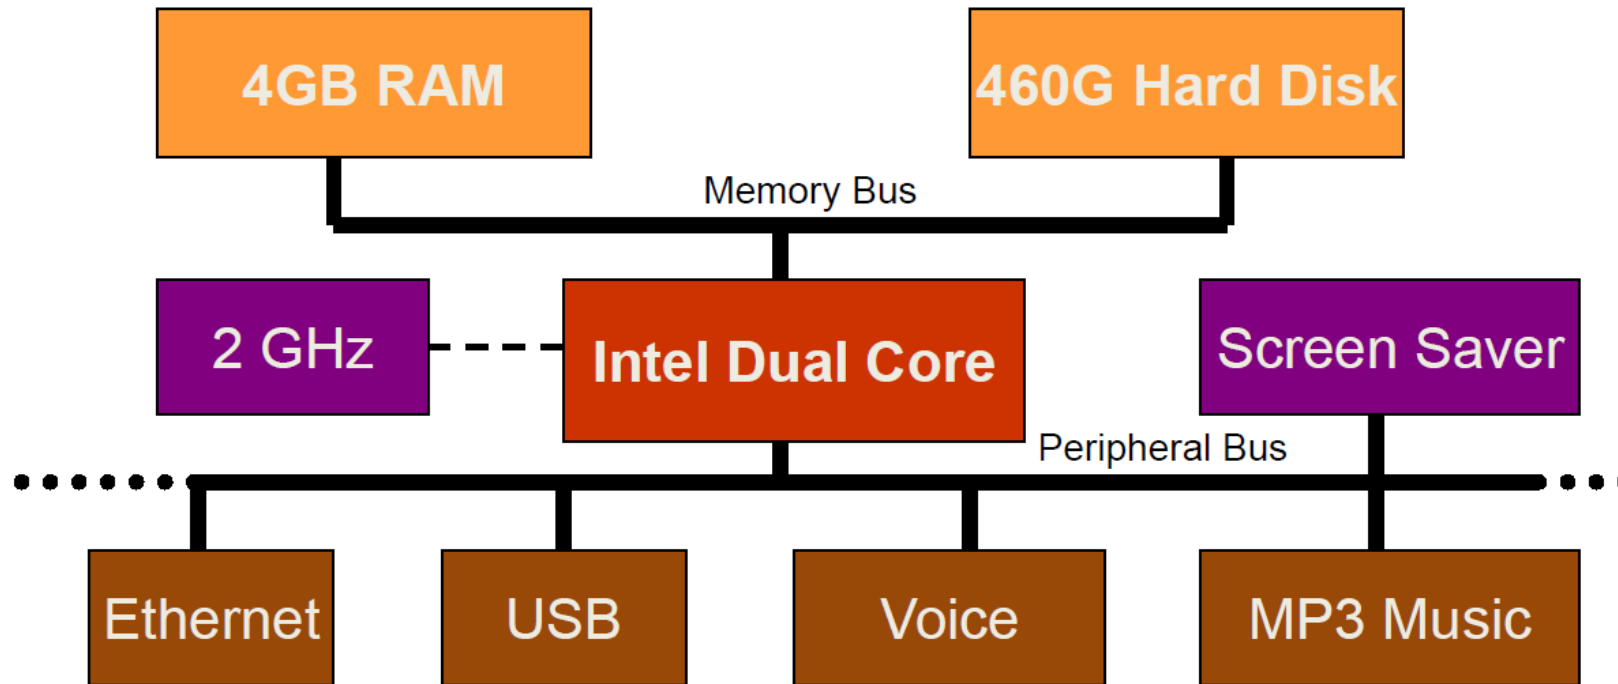 4GB RAM
460G Hard Disk
Memory Bus
2 GHz
Intel Dual Core
Screen Saver
Peripheral Bus
Ethernet
USB
Voice
MP3 Music